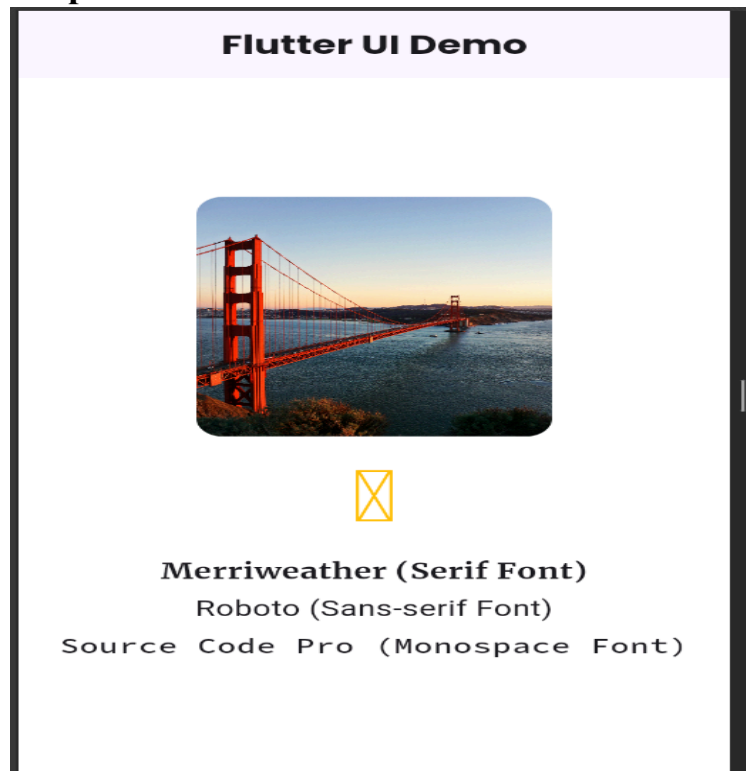 Flutter UI Demo
Merriweather (Serif Font)
Roboto (Sans-serif Font)
Source Code Pro (Monospace Font)